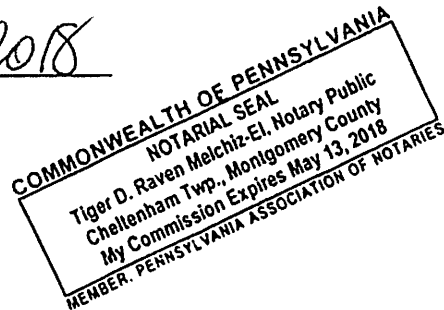 2018
COMMONWEALTH OF PENNSYLVANIA
NOTARIAL SEAL
Tiger D. Raven Melchiz-El, Notary Public
Chellenham Twp., Montgomery County
My Commission Expires May 13, 2018
MEMBER, PENNSYLVANIA ASSOCIATION OF NOTARIES